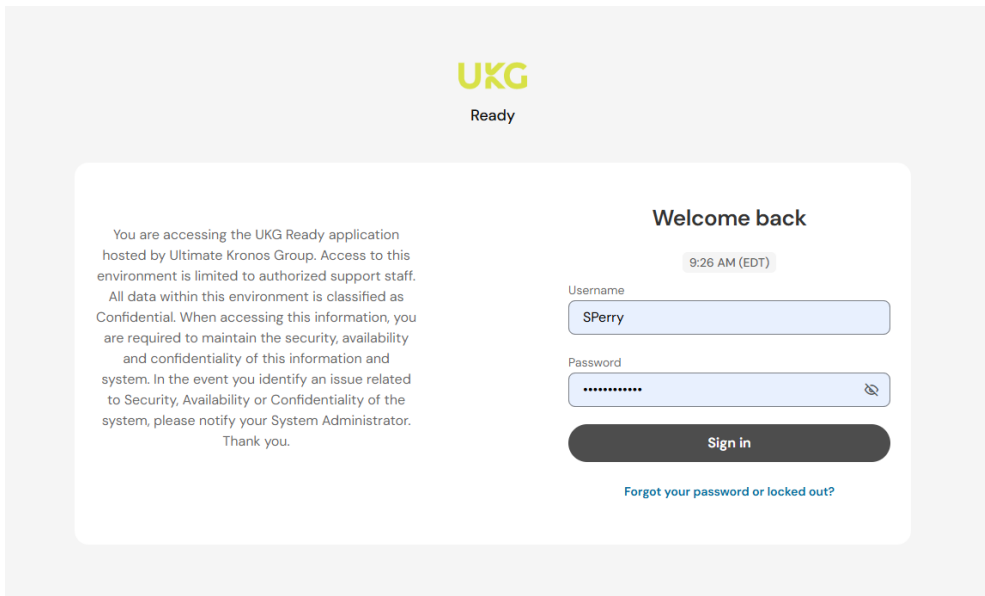 UKG
Ready
You are accessing the UKG Ready application
hosted by Ultimate Kronos Group. Access to this
environment is limited to authorized support staff.
All data within this environment is classified as
Confidential. When accessing this information, you
are required to maintain the security, availability
and confidentiality of this information and
system. In the event you identify an issue related
to Security, Availability or Confidentiality of the
system, please notify your System Administrator.
Thank you.
Welcome back
9:26 AM (EDT)
Username
SPerry
Password
••••••••••••
Sign in
Forgot your password or locked out?